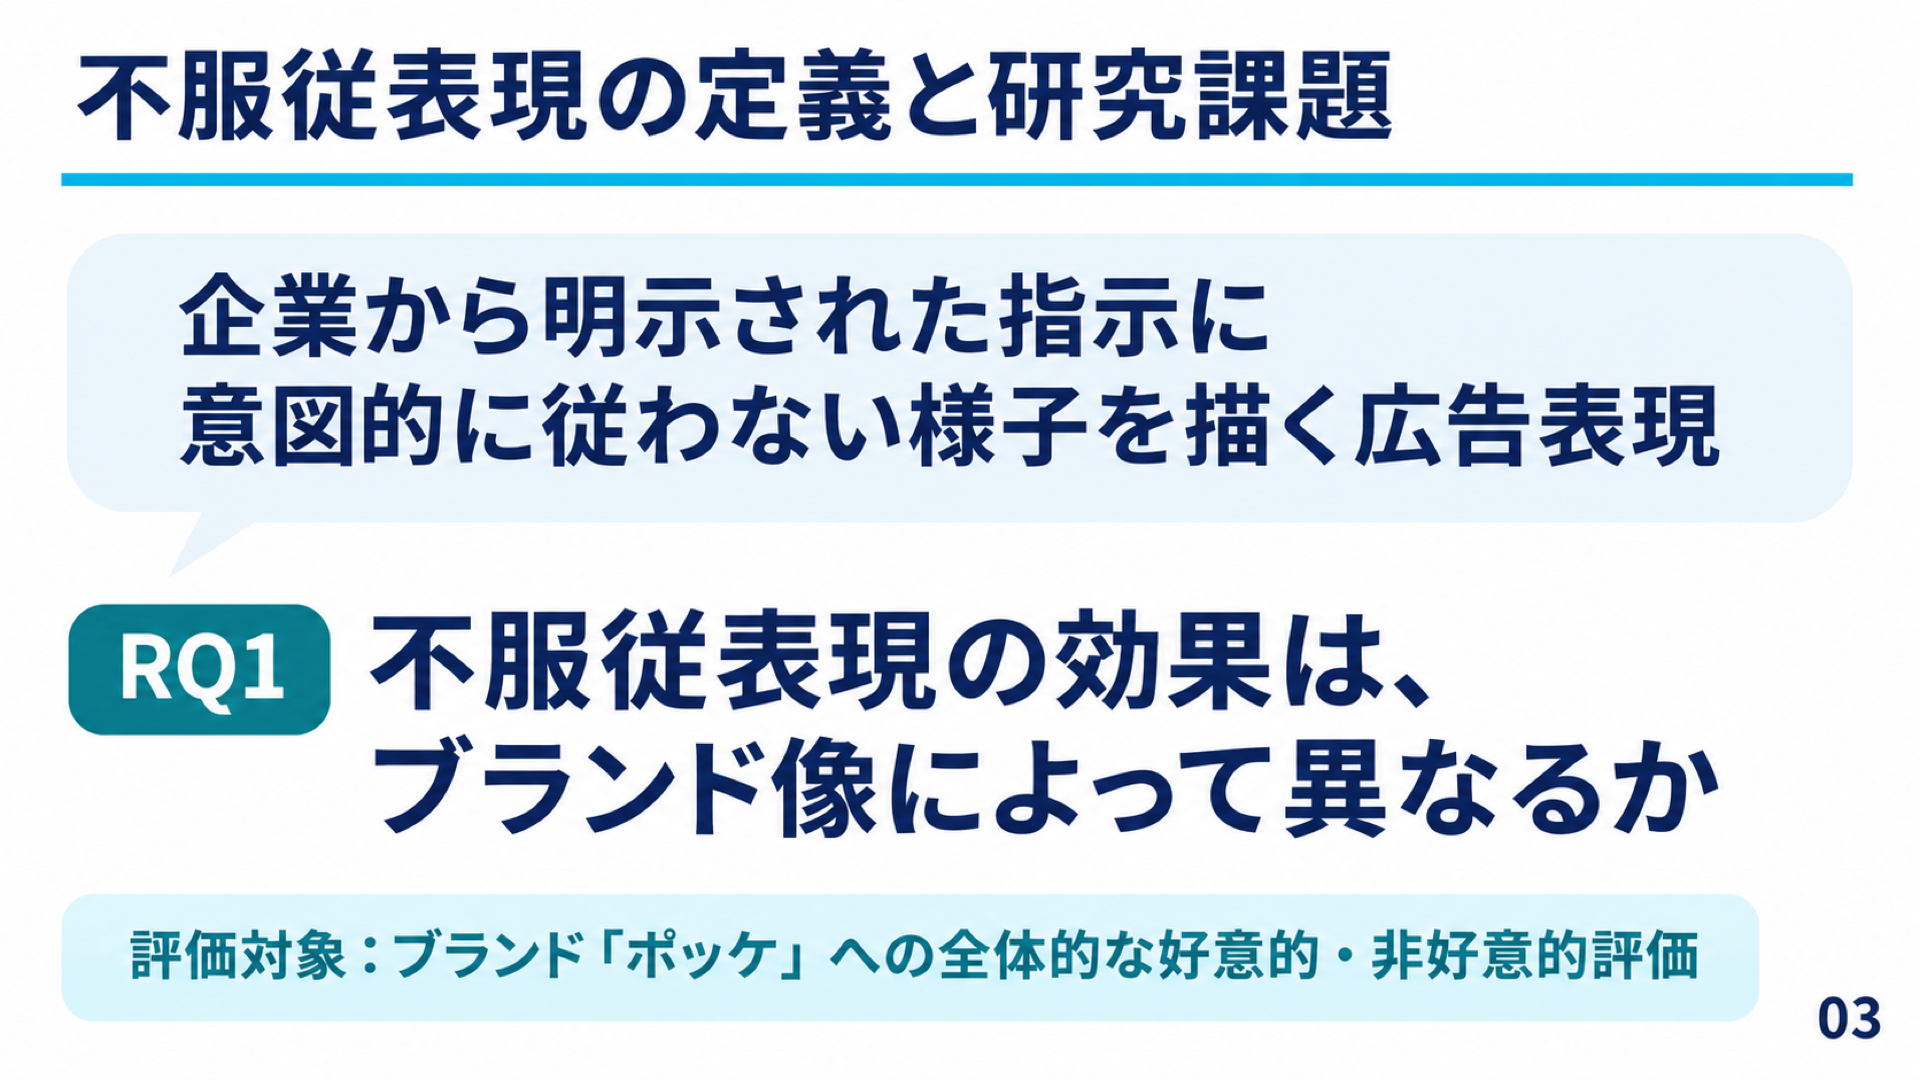 不服従表現の定義と研究課題
企業から明示された指示に
意図的に従わない様子を描く広告表現
RQ1
不服従表現の効果は、
ブランド像によって異なるか
評価対象：ブランド「ポッケ」への全体的な好意的・非好意的評価
03